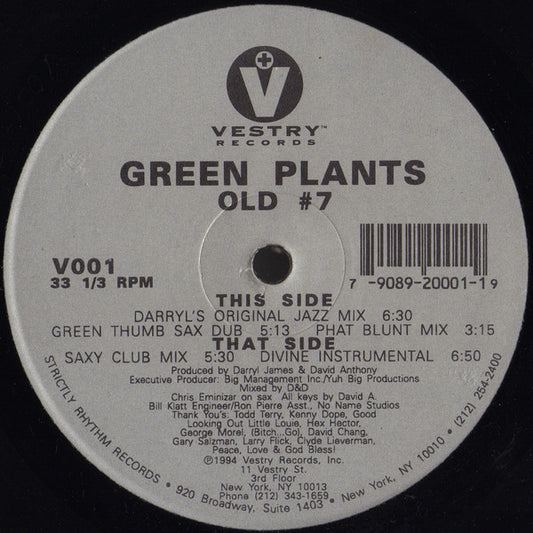 V
VESTRY™
RECORDS
GREEN PLANTS
OLD #7
V001
33 1/3 RPM
7 -9089-20001-1 9
THIS SIDE
DARRYL'S ORIGINAL JAZZ MIX 6:30
GREEN THUMB SAX DUB 5:13 PHAT BLUNT MIX 3:15
THAT SIDE
SAXY CLUB MIX 5:30 DIVINE INSTRUMENTAL 6:50
Produced by Darryl James & David Anthony
Executive Producer: Big Management Inc./Yuh Big Productions
Mixed by D&D
Chris Eminizar on sax All keys by David A.
Bill Klatt Engineer/Ron Pierre Asst., No Name Studios
Thank You's: Todd Terry, Kenny Dope, Good
Looking Out Little Louie, Hex Hector,
George Morel, (Bitch...Go), David Chang,
Gary Salzman, Larry Flick, Clyde Lieverman,
Peace, Love & God Bless!
Ⓟ1994 Vestry Records, Inc.
11 Vestry St.
3rd Floor
New York, NY 10013
Phone (212) 343-1659
STRICTLY RHYTHM RECORDS • 920 Broadway, Suite 1403 • New York, NY 10010 • (212) 254-2400